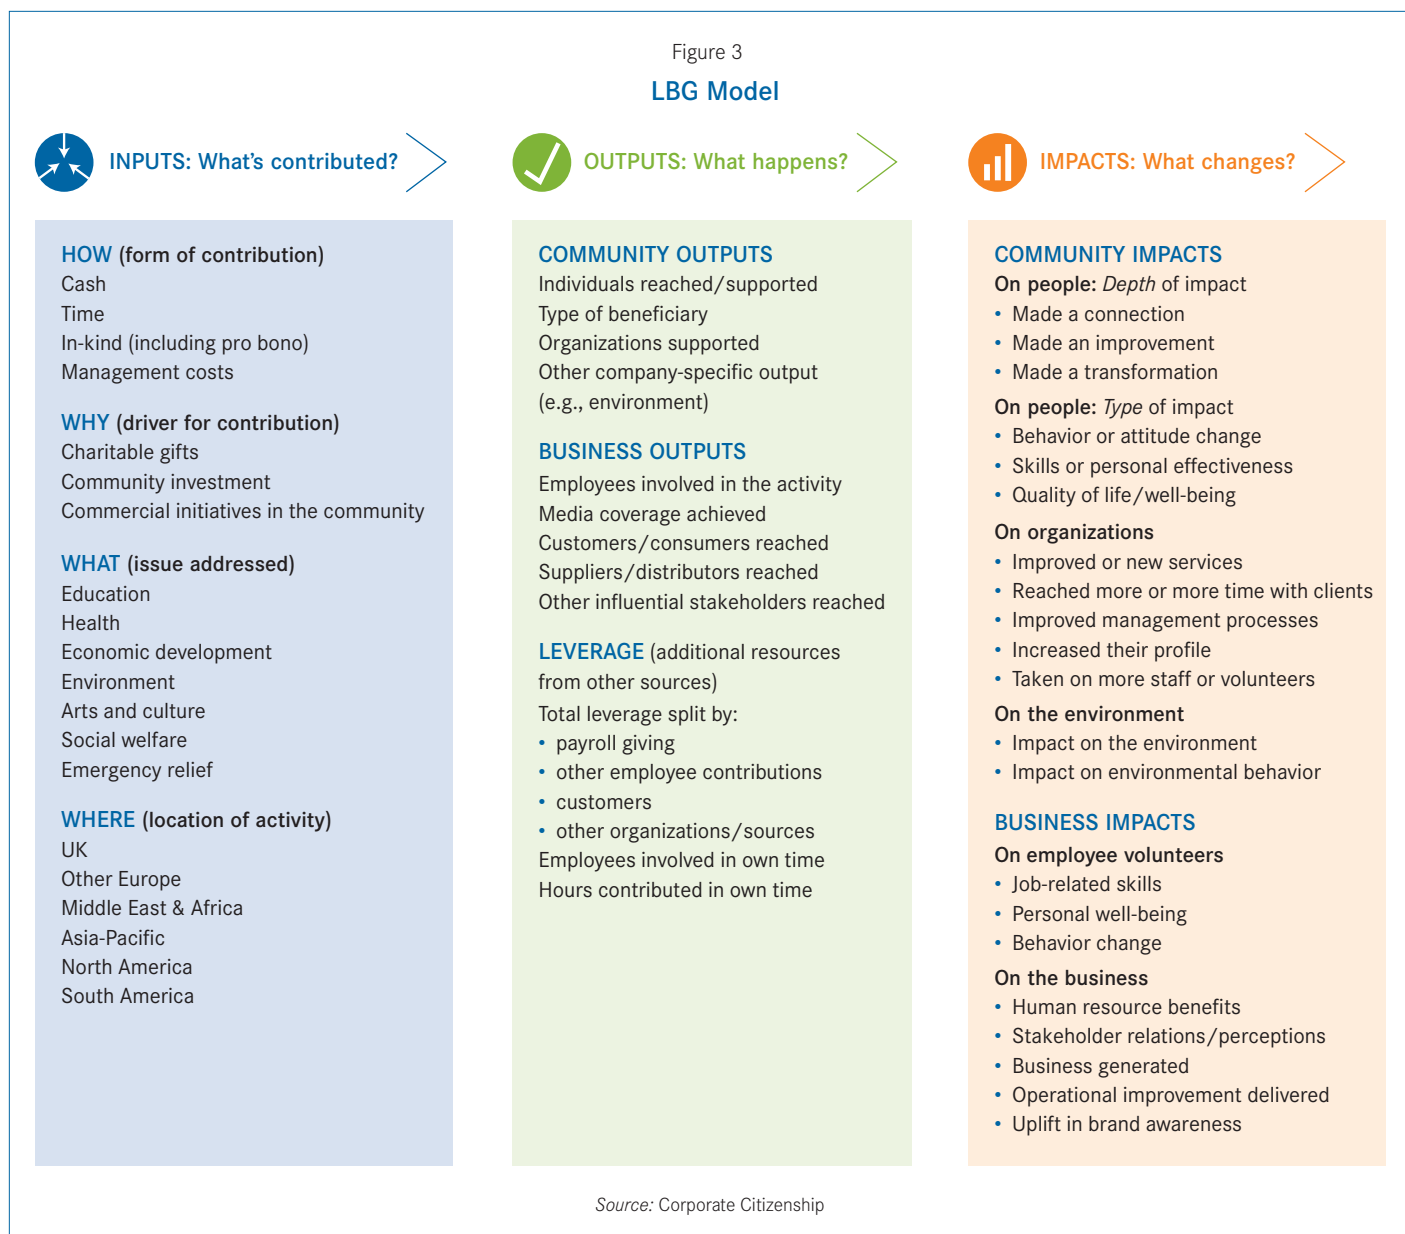 Figure 3
LBG Model
INPUTS: What's contributed?
HOW (form of contribution)
Cash
Time
In-kind (including pro bono)
Management costs
WHY (driver for contribution)
Charitable gifts
Community investment
Commercial initiatives in the community
WHAT (issue addressed)
Education
Health
Economic development
Environment
Arts and culture
Social welfare
Emergency relief
WHERE (location of activity)
UK
Other Europe
Middle East & Africa
Asia-Pacific
North America
South America
OUTPUTS: What happens?
COMMUNITY OUTPUTS
Individuals reached/supported
Type of beneficiary
Organizations supported
Other company-specific output
(e.g., environment)
BUSINESS OUTPUTS
Employees involved in the activity
Media coverage achieved
Customers/consumers reached
Suppliers/distributors reached
Other influential stakeholders reached
LEVERAGE (additional resources
from other sources)
Total leverage split by:
• payroll giving
• other employee contributions
• customers
• other organizations/sources
Employees involved in own time
Hours contributed in own time
IMPACTS: What changes?
COMMUNITY IMPACTS
On people: Depth of impact
• Made a connection
• Made an improvement
• Made a transformation
On people: Type of impact
• Behavior or attitude change
• Skills or personal effectiveness
• Quality of life/well-being
On organizations
• Improved or new services
• Reached more or more time with clients
• Improved management processes
• Increased their profile
• Taken on more staff or volunteers
On the environment
• Impact on the environment
• Impact on environmental behavior
BUSINESS IMPACTS
On employee volunteers
• Job-related skills
• Personal well-being
• Behavior change
On the business
• Human resource benefits
• Stakeholder relations/perceptions
• Business generated
• Operational improvement delivered
• Uplift in brand awareness
Source: Corporate Citizenship